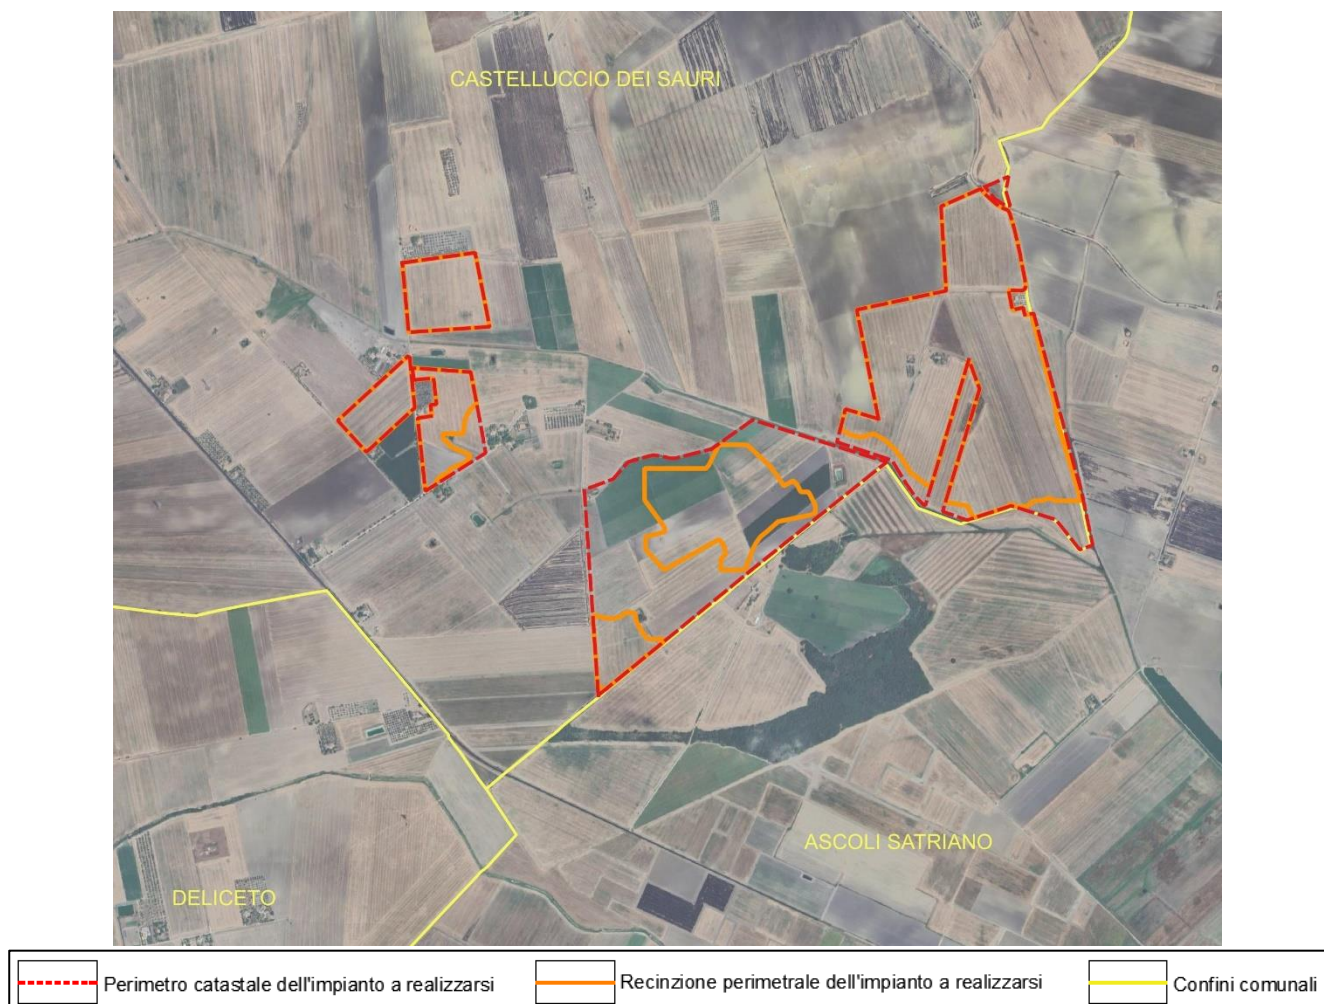 CASTELLUCCIO DEI SAURI
ASCOLI SATRIANO
DELICETO
Perimetro catastale dell'impianto a realizzarsi
Recinzione perimetrale dell'impianto a realizzarsi
Confini comunali